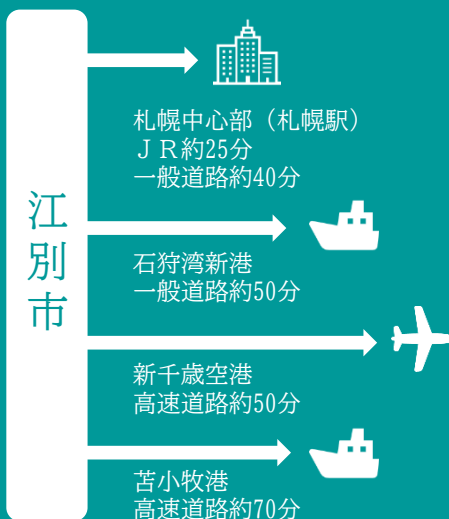 江別市
札幌中心部（札幌駅）
ＪＲ約25分
一般道路約40分
石狩湾新港
一般道路約50分
新千歳空港
高速道路約50分
苫小牧港
高速道路約70分